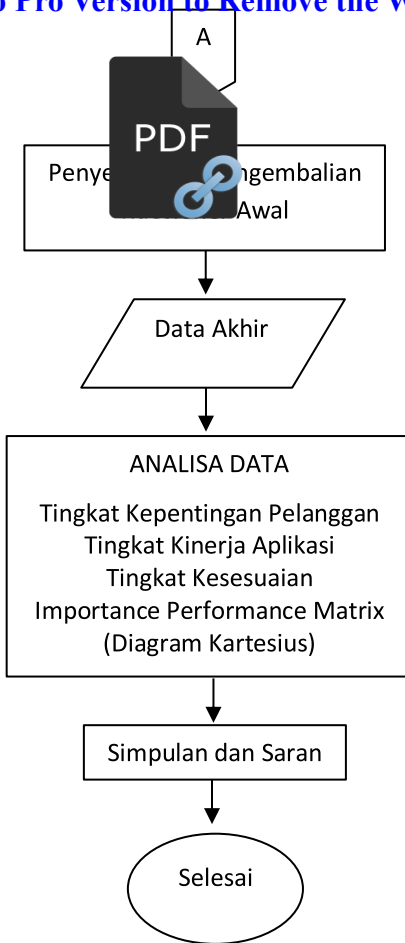 Pro Version to Remove the
A
PDF
ngembalian
Awal
Data Akhir
ANALISA DATA
Tingkat Kepentingan Pelanggan
Tingkat Kinerja Aplikasi
Tingkat Kesesuaian
Importance Performance Matrix
(Diagram Kartesius)
Simpulan dan Saran
Selesai